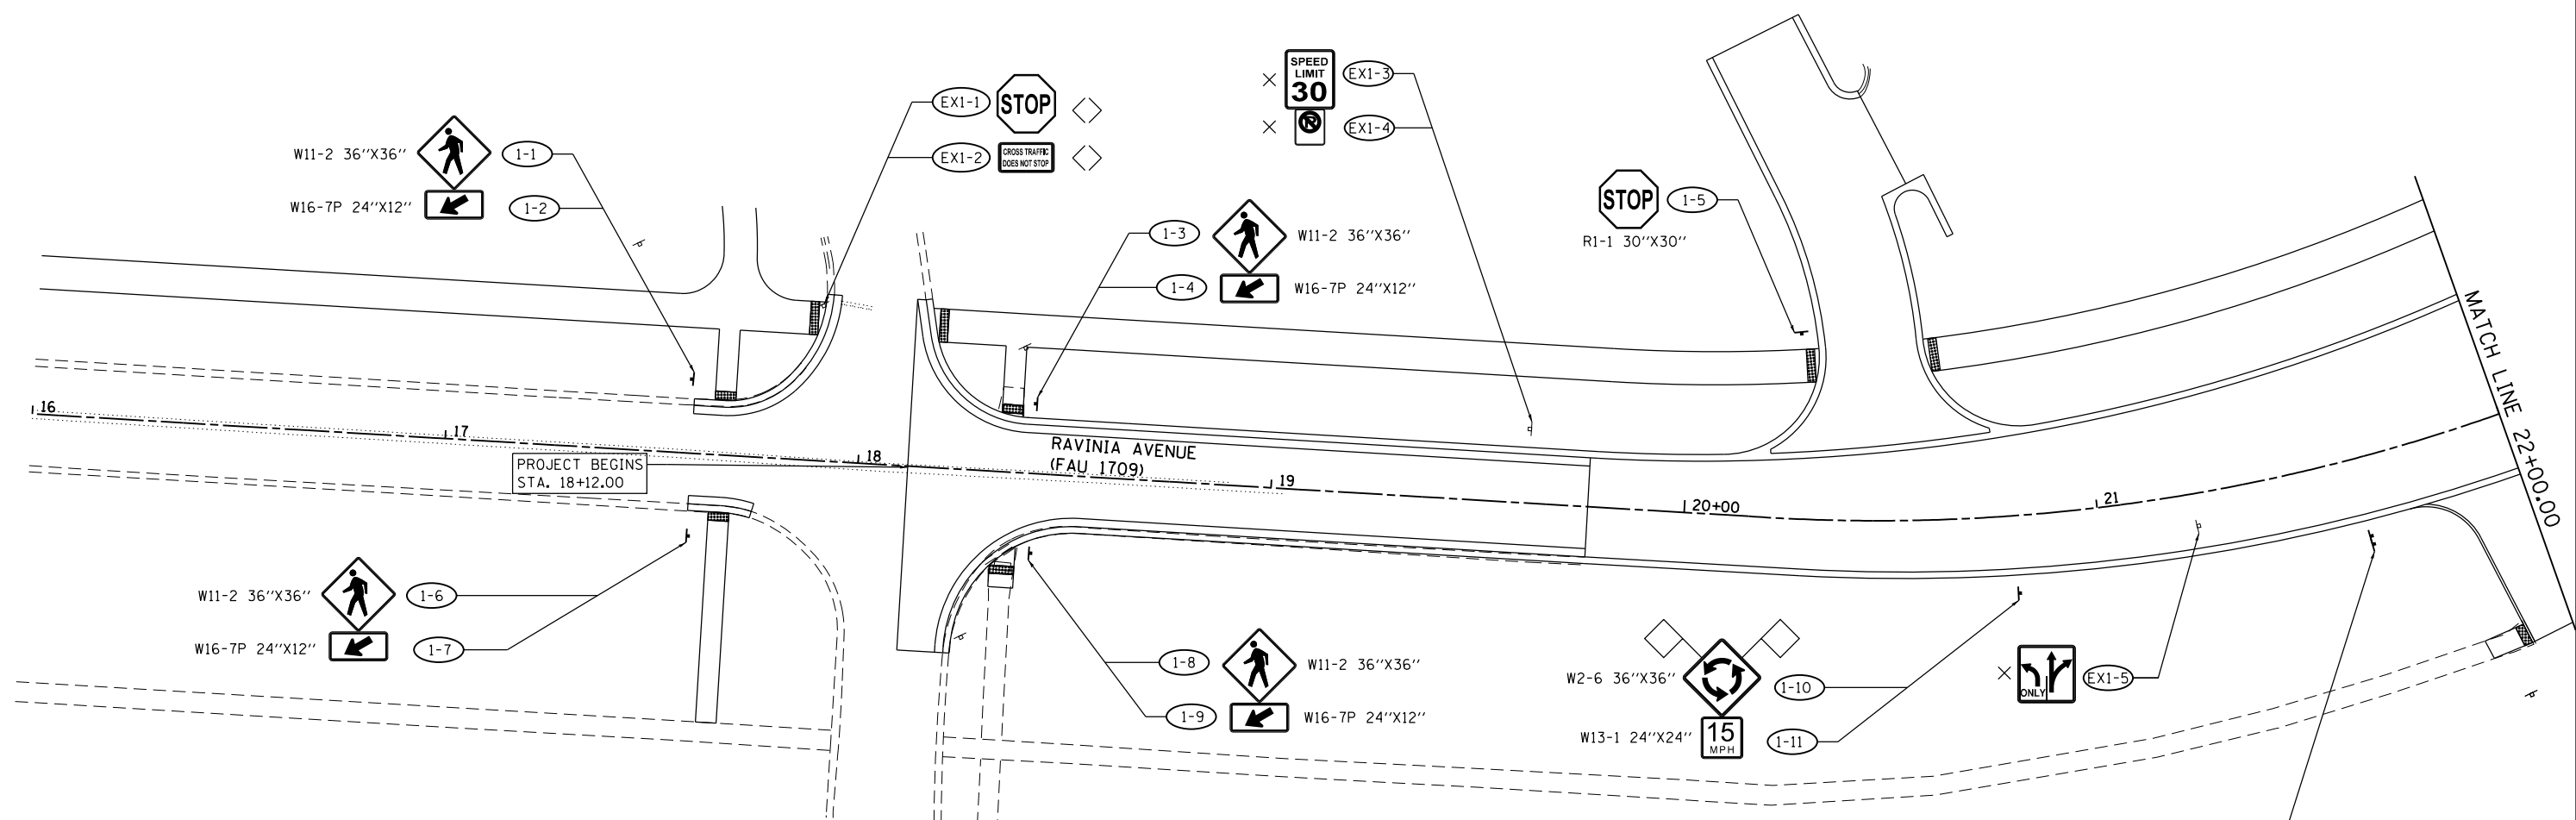 SPEED
LIMIT
30
EX1-3
EX1-4
EX1-1
STOP
EX1-2
CROSS TRAFFIC
DOES NOT STOP
W11-2 36"X36"
1-1
W16-7P 24"X12"
1-2
1-3
W11-2 36"X36"
1-4
W16-7P 24"X12"
STOP
1-5
R1-1 30"X30"
MATCH LINE 22+00.00
16
17
18
RAVINIA AVENUE
(FAU 1709)
19
20+00
21
PROJECT BEGINS
STA. 18+12.00
W11-2 36"X36"
1-6
W16-7P 24"X12"
1-7
1-8
W11-2 36"X36"
1-9
W16-7P 24"X12"
W2-6 36"X36"
1-10
W13-1 24"X24"
15
MPH
1-11
ONLY
EX1-5